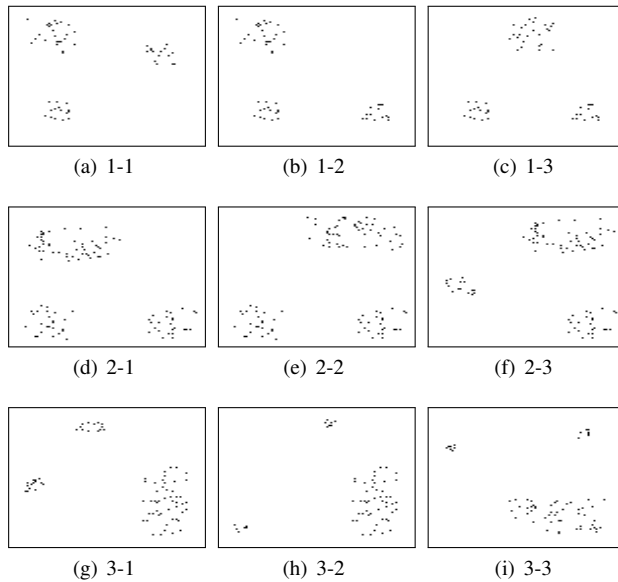 (a) 1-1 (b) 1-2 (c) 1-3
(d) 2-1 (e) 2-2 (f) 2-3
(g) 3-1 (h) 3-2 (i) 3-3